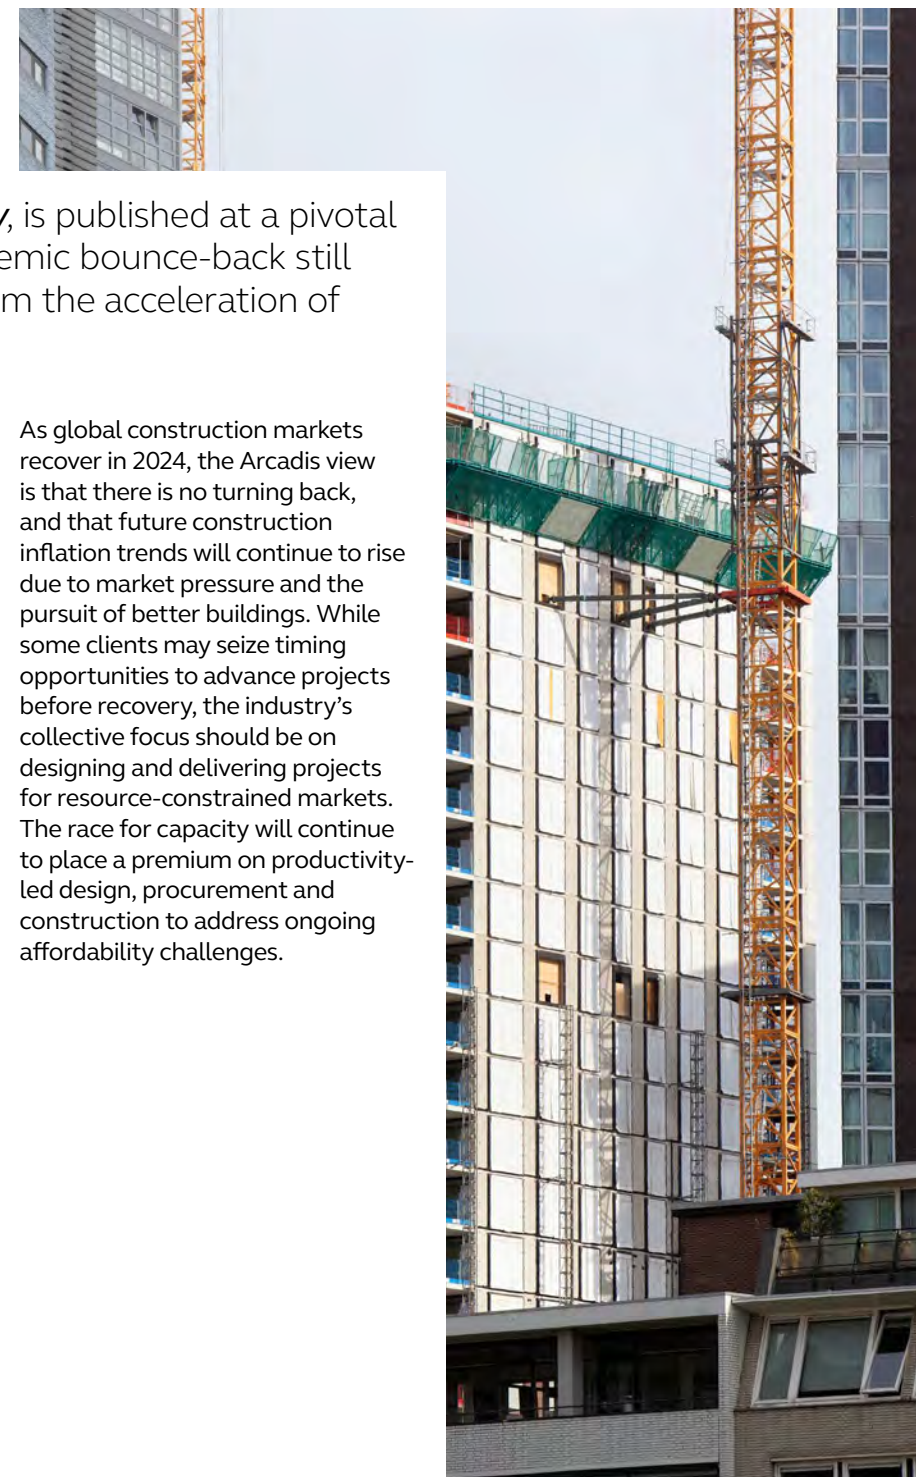 , is published at a pivotal
bounce-back still
the acceleration of
As global construction markets
recover in 2024, the Arcadis view
is that there is no turning back,
and that future construction
inflation trends will continue to rise
due to market pressure and the
pursuit of better buildings. While
some clients may seize timing
opportunities to advance projects
before recovery, the industry’s
collective focus should be on
designing and delivering projects
for resource-constrained markets.
The race for capacity will continue
to place a premium on productivity-
led design, procurement and
construction to address ongoing
affordability challenges.